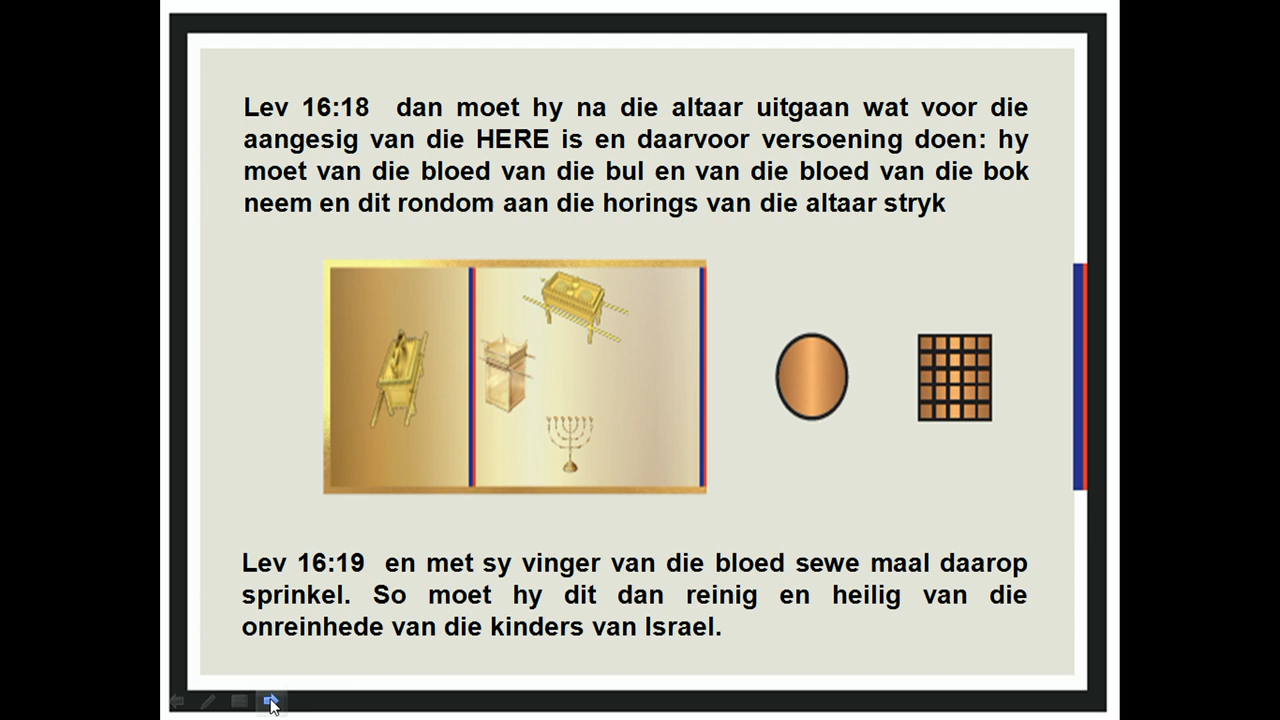 Lev 16:18 dan moet hy na die altaar uitgaan wat voor die
aangesig van die HERE is en daarvoor versoening doen: hy
moet van die bloed van die bul en van die bloed van die bok
neem en dit rondom aan die horings van die altaar stryk
Lev 16:19 en met sy vinger van die bloed sewe maal daarop
sprinkel. So moet hy dit dan reinig en heilig van die
onreinhede van die kinders van Israel.